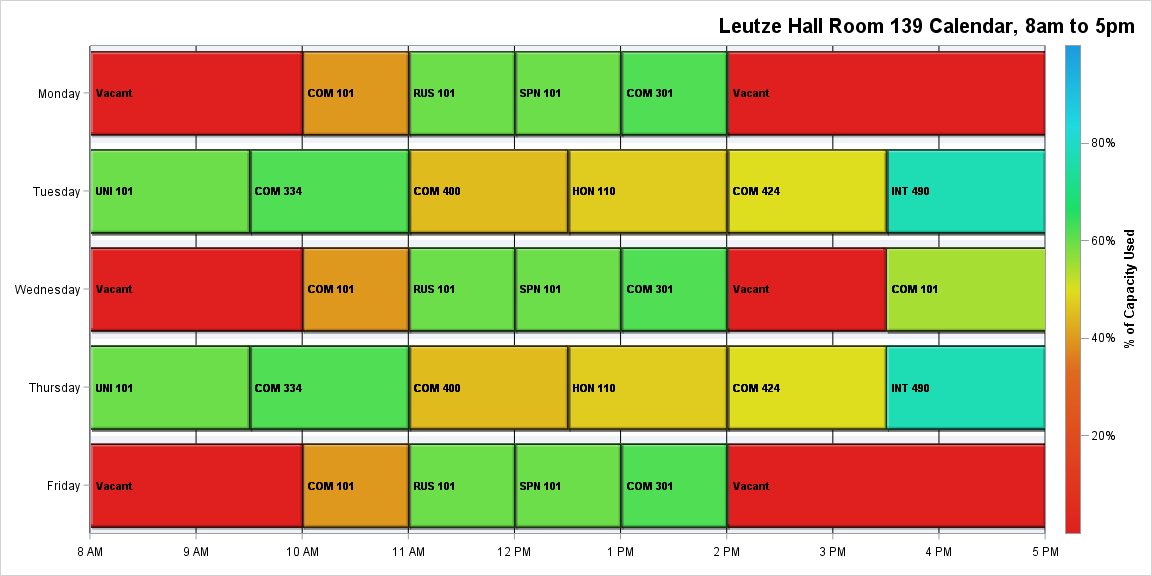 Leutze Hall Room 139 Calendar, 8am to 5pm
Monday
Vacant
COM 101
RUS 101
SPN 101
COM 301
Vacant
Tuesday
UNI 101
COM 334
COM 400
HON 110
COM 424
INT 490
Wednesday
Vacant
COM 101
RUS 101
SPN 101
COM 301
Vacant
COM 101
Thursday
UNI 101
COM 334
COM 400
HON 110
COM 424
INT 490
Friday
Vacant
COM 101
RUS 101
SPN 101
COM 301
Vacant
8 AM
9 AM
10 AM
11 AM
12 PM
1 PM
2 PM
3 PM
4 PM
5 PM
80%
60%
40%
20%
% of Capacity Used